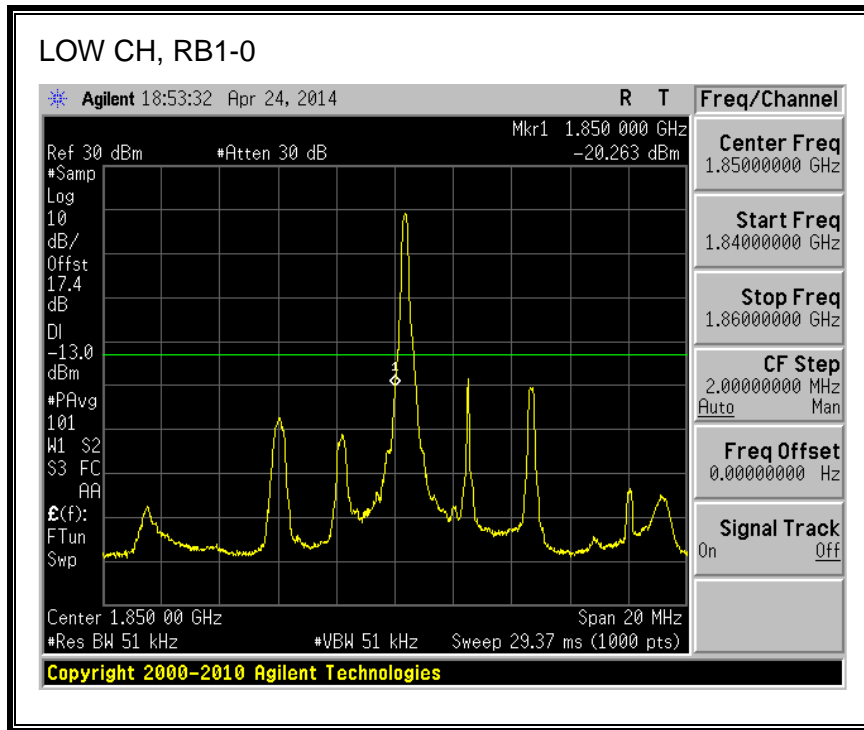 LOW CH, RB1-0
Agilent 18:53:32 Apr 24, 2014 R T
Freq/Channel
Mkr1 1.850 000 GHz
Ref 30 dBm #Atten 30 dB -20.263 dBm
#Samp
Log
10
dB/
Offst
17.4
dB
DI
-13.0
dBm
#PAvg
101
W1 S2
S3 FC
AA
£(f):
FTun
Swp
1
Center 1.850 00 GHz Span 20 MHz
#Res BW 51 kHz #VBW 51 kHz Sweep 29.37 ms (1000 pts)
Center Freq
1.85000000 GHz
Start Freq
1.84000000 GHz
Stop Freq
1.86000000 GHz
CF Step
2.00000000 MHz
Auto Man
Freq Offset
0.00000000 Hz
Signal Track
On Off
Copyright 2000-2010 Agilent Technologies